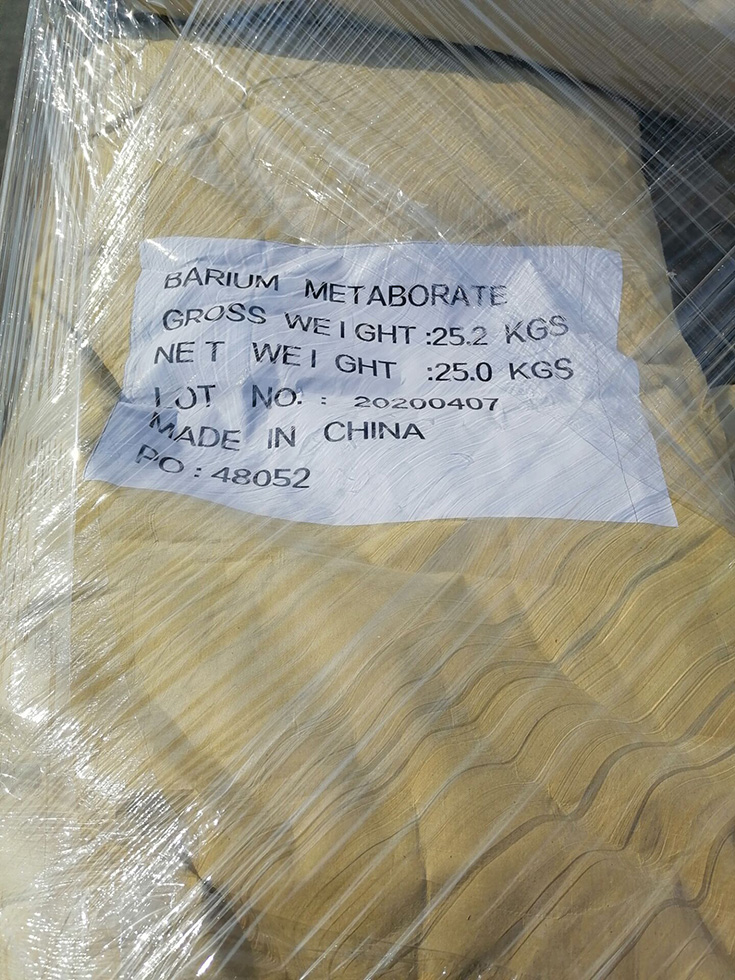 BARIUM METABORATE
GROSS WEIGHT :25.2 KGS
NET WEIGHT :25.0 KGS
LOT NO. : 20200407
MADE IN CHINA
PO : 48052